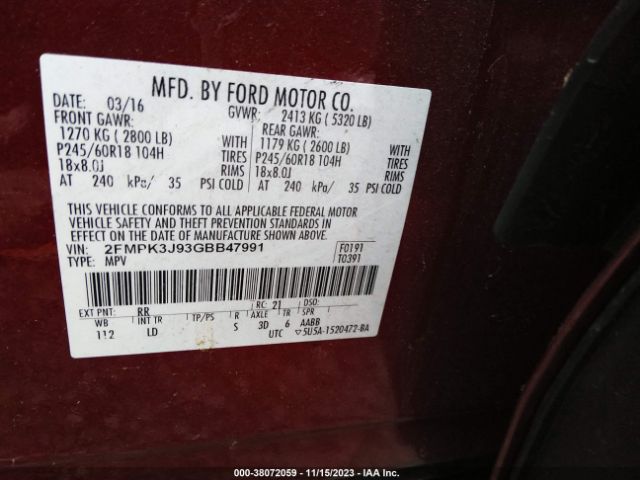 MFD. BY FORD MOTOR CO.
DATE: 03/16 GVWR: 2413 KG ( 5320 LB)
FRONT GAWR: REAR GAWR:
1270 KG ( 2800 LB) WITH 1179 KG ( 2600 LB) WITH
P245/60R18 104H TIRES P245/60R18 104H TIRES
18x8.0J RIMS 18x8.0J RIMS
AT 240 kPa/ 35 PSI COLD AT 240 kPa/ 35 PSI COLD
THIS VEHICLE CONFORMS TO ALL APPLICABLE FEDERAL MOTOR
VEHICLE SAFETY AND THEFT PREVENTION STANDARDS IN
EFFECT ON THE DATE OF MANUFACTURE SHOWN ABOVE.
VIN: 2FMPK3J93GBB47991 F0191
TYPE: MPV T0391
EXT PNT: RR RC: 21 DSO:
WB INT TR TP/PS R AXLE TR SPR
112 LD S 3D 6 AABB
UTC 5U5A-1520472-BA
000-38072059 - 11/15/2023 - IAA Inc.